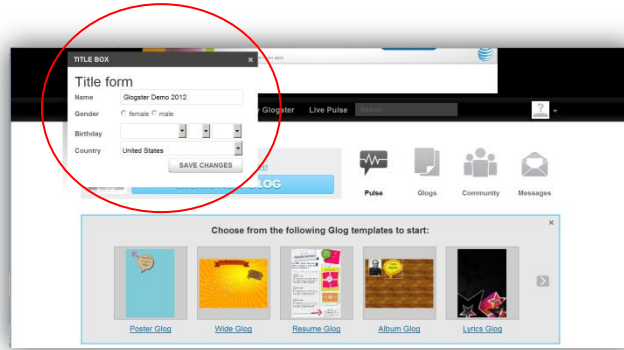 TITLE BOX
x
Title form
Name Glogster Demo 2012
Gender female male
Birthday
Country United States
SAVE CHANGES
Glogster Live Pulse Search
Pulse Glogs Community Messages
Choose from the following Glog templates to start:
x
Poster Glog Wide Glog Resume Glog Album Glog Lyrics Glog